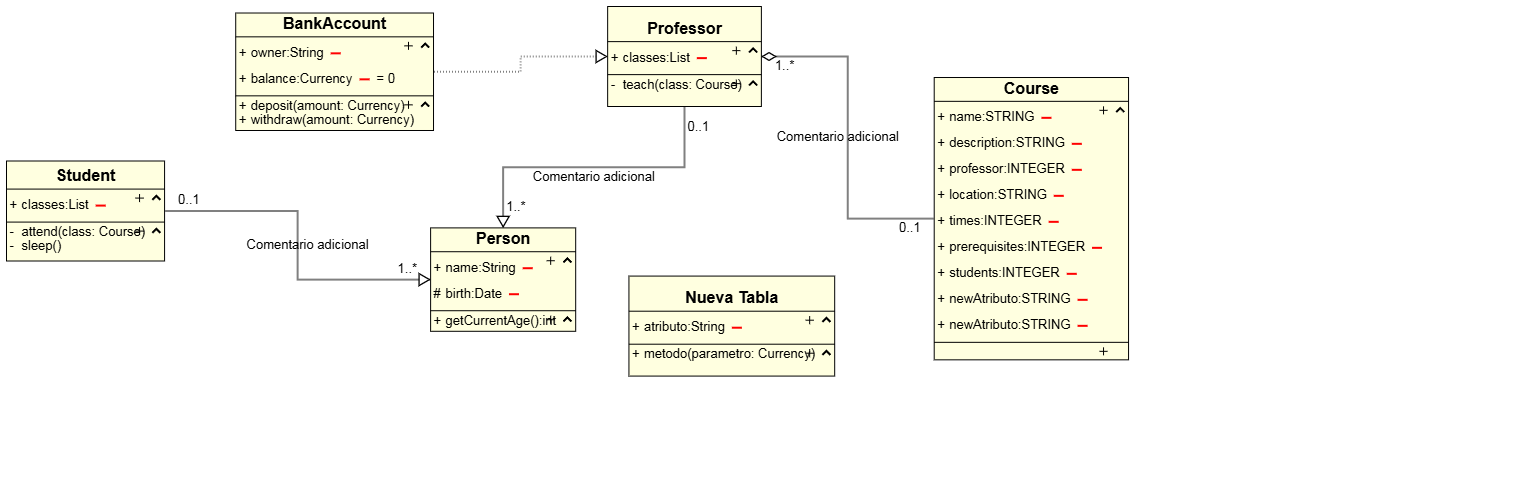 BankAccount
+ owner:String
+ balance:Currency = 0
+ deposit(amount: Currency)
+ withdraw(amount: Currency)
Professor
+ classes:List
- teach(class: Course)
1..*
0..1
Comentario adicional
Course
+ name:STRING
+ description:STRING
+ professor:INTEGER
+ location:STRING
+ times:INTEGER
+ prerequisites:INTEGER
+ students:INTEGER
+ newAtributo:STRING
+ newAtributo:STRING
+
0..1
Comentario adicional
1..*
Student
+ classes:List
- attend(class: Course)
- sleep()
0..1
Comentario adicional
1..*
Person
+ name:String
# birth:Date
+ getCurrentAge():int
Nueva Tabla
+ atributo:String
+ metodo(parametro: Currency)